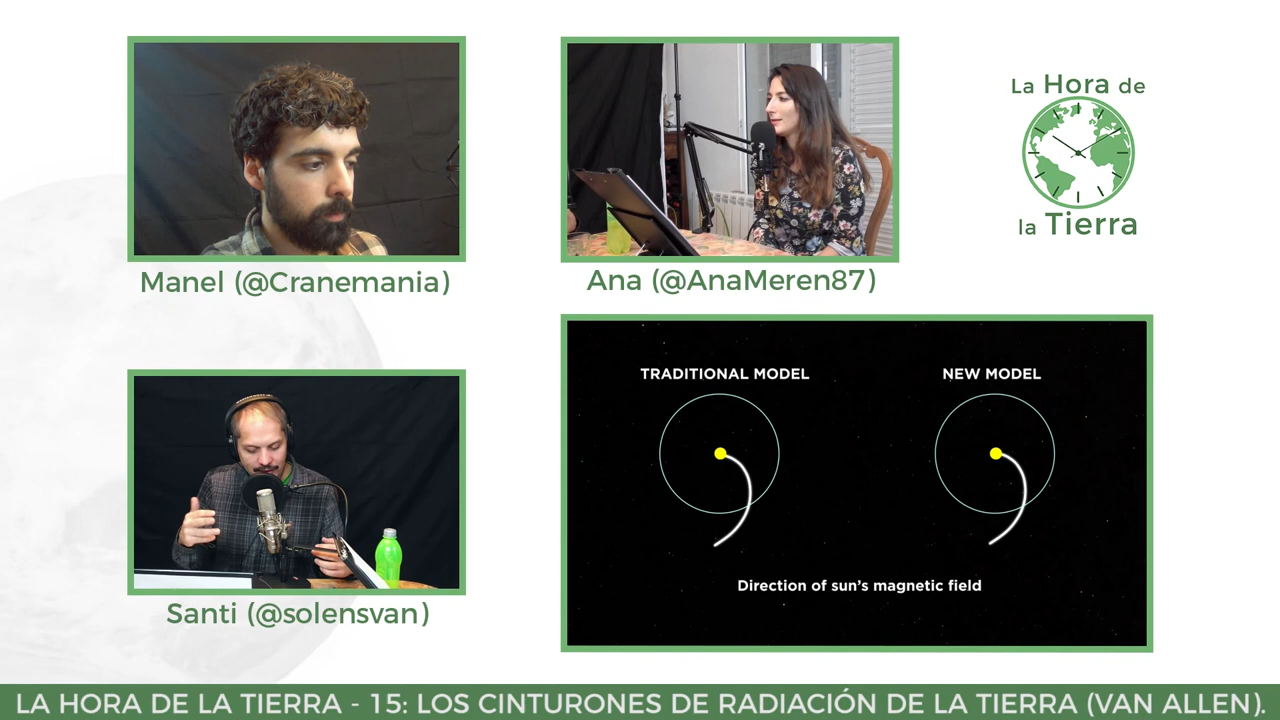 La Hora de
la Tierra
Manel (@Cranemania)
Ana (@AnaMeren87)
TRADITIONAL MODEL
NEW MODEL
Direction of sun's magnetic field
Santi (@solensvan)
LA HORA DE LA TIERRA - 15: LOS CINTURONES DE RADIACIÓN DE LA TIERRA (VAN ALLEN).